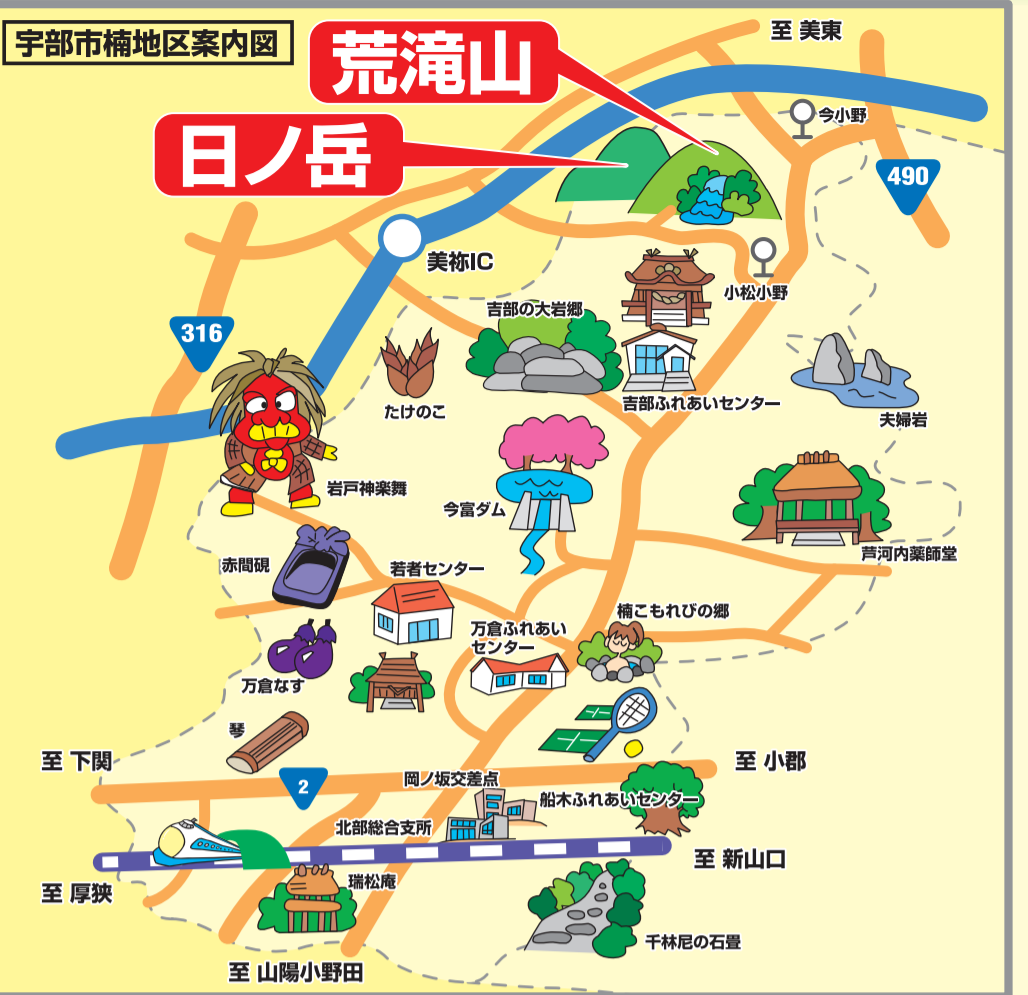 宇部市楠地区案内図
至 美東
荒滝山
今小野
日ノ岳
490
美祢IC
小松小野
吉部の大岩郷
316
たけのこ
吉部ふれあいセンター
夫婦岩
岩戸神楽舞
今富ダム
芦河内薬師堂
赤間硯
若者センター
楠こもれびの郷
万倉ふれあい
センター
万倉なす
琴
至 下関
至 小郡
2
岡ノ坂交差点
船木ふれあいセンター
北部総合支所
至 新山口
至 厚狭
瑞松庵
千林尼の石畳
至 山陽小野田